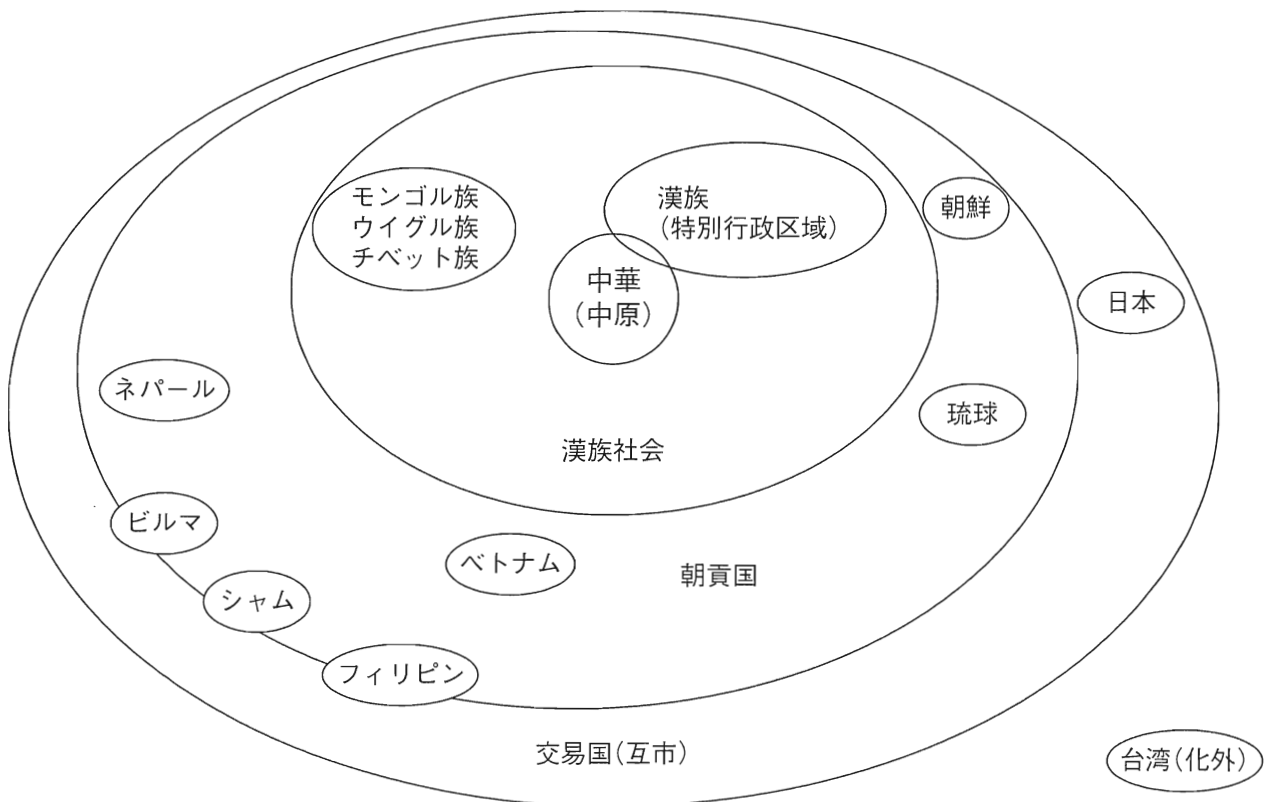 モンゴル族
ウイグル族
チベット族
漢族
（特別行政区域）
朝鮮
中華
（中原）
日本
ネパール
琉球
漢族社会
ビルマ
ベトナム
朝貢国
シャム
フィリピン
交易国（互市）
台湾（化外）